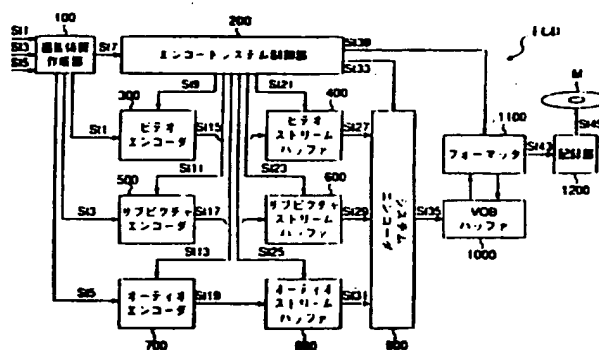 100
200
St1
St3
St5
編集情報
作成部
St7
エンコードシステム制御部
St39
St33
ECD
St9
St21
300
ビデオ
エンコーダ
St1
St15
400
ビデオ
ストリーム
バッファ
St27
M
St45
1100
フォーマッタ
St43
記録部
1200
St11
St23
500
サブピクチャ
エンコーダ
St3
St17
600
サブピクチャ
ストリーム
バッファ
St29
システム
エンコーダ
St35
VOB
バッファ
1000
St13
St25
St5
オーディオ
エンコーダ
St19
オーディオ
ストリーム
バッファ
St31
700
800
900